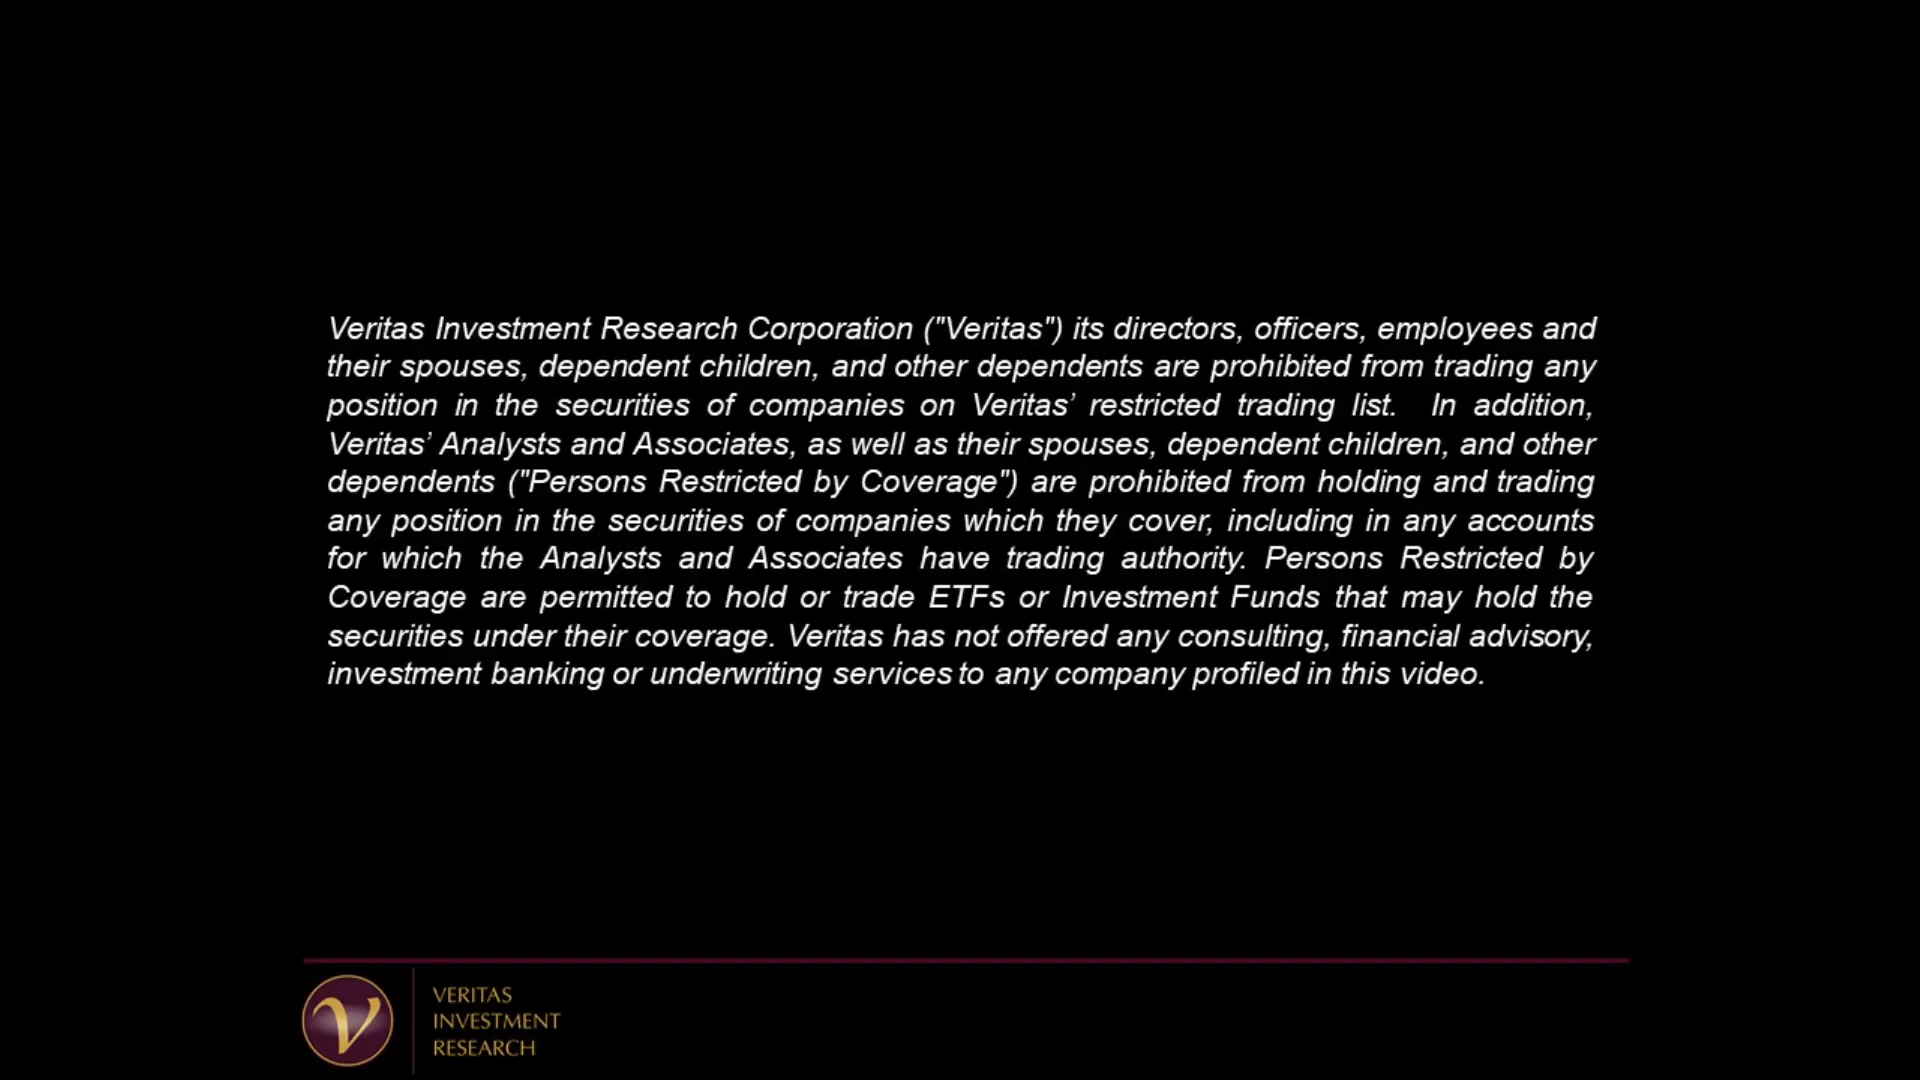 Veritas Investment Research Corporation ("Veritas") its directors, officers, employees and
their spouses, dependent children, and other dependents are prohibited from trading any
position in the securities of companies on Veritas’ restricted trading list. In addition,
Veritas’ Analysts and Associates, as well as their spouses, dependent children, and other
dependents ("Persons Restricted by Coverage") are prohibited from holding and trading
any position in the securities of companies which they cover, including in any accounts
for which the Analysts and Associates have trading authority. Persons Restricted by
Coverage are permitted to hold or trade ETFs or Investment Funds that may hold the
securities under their coverage. Veritas has not offered any consulting, financial advisory,
investment banking or underwriting services to any company profiled in this video.
V
VERITAS
INVESTMENT
RESEARCH